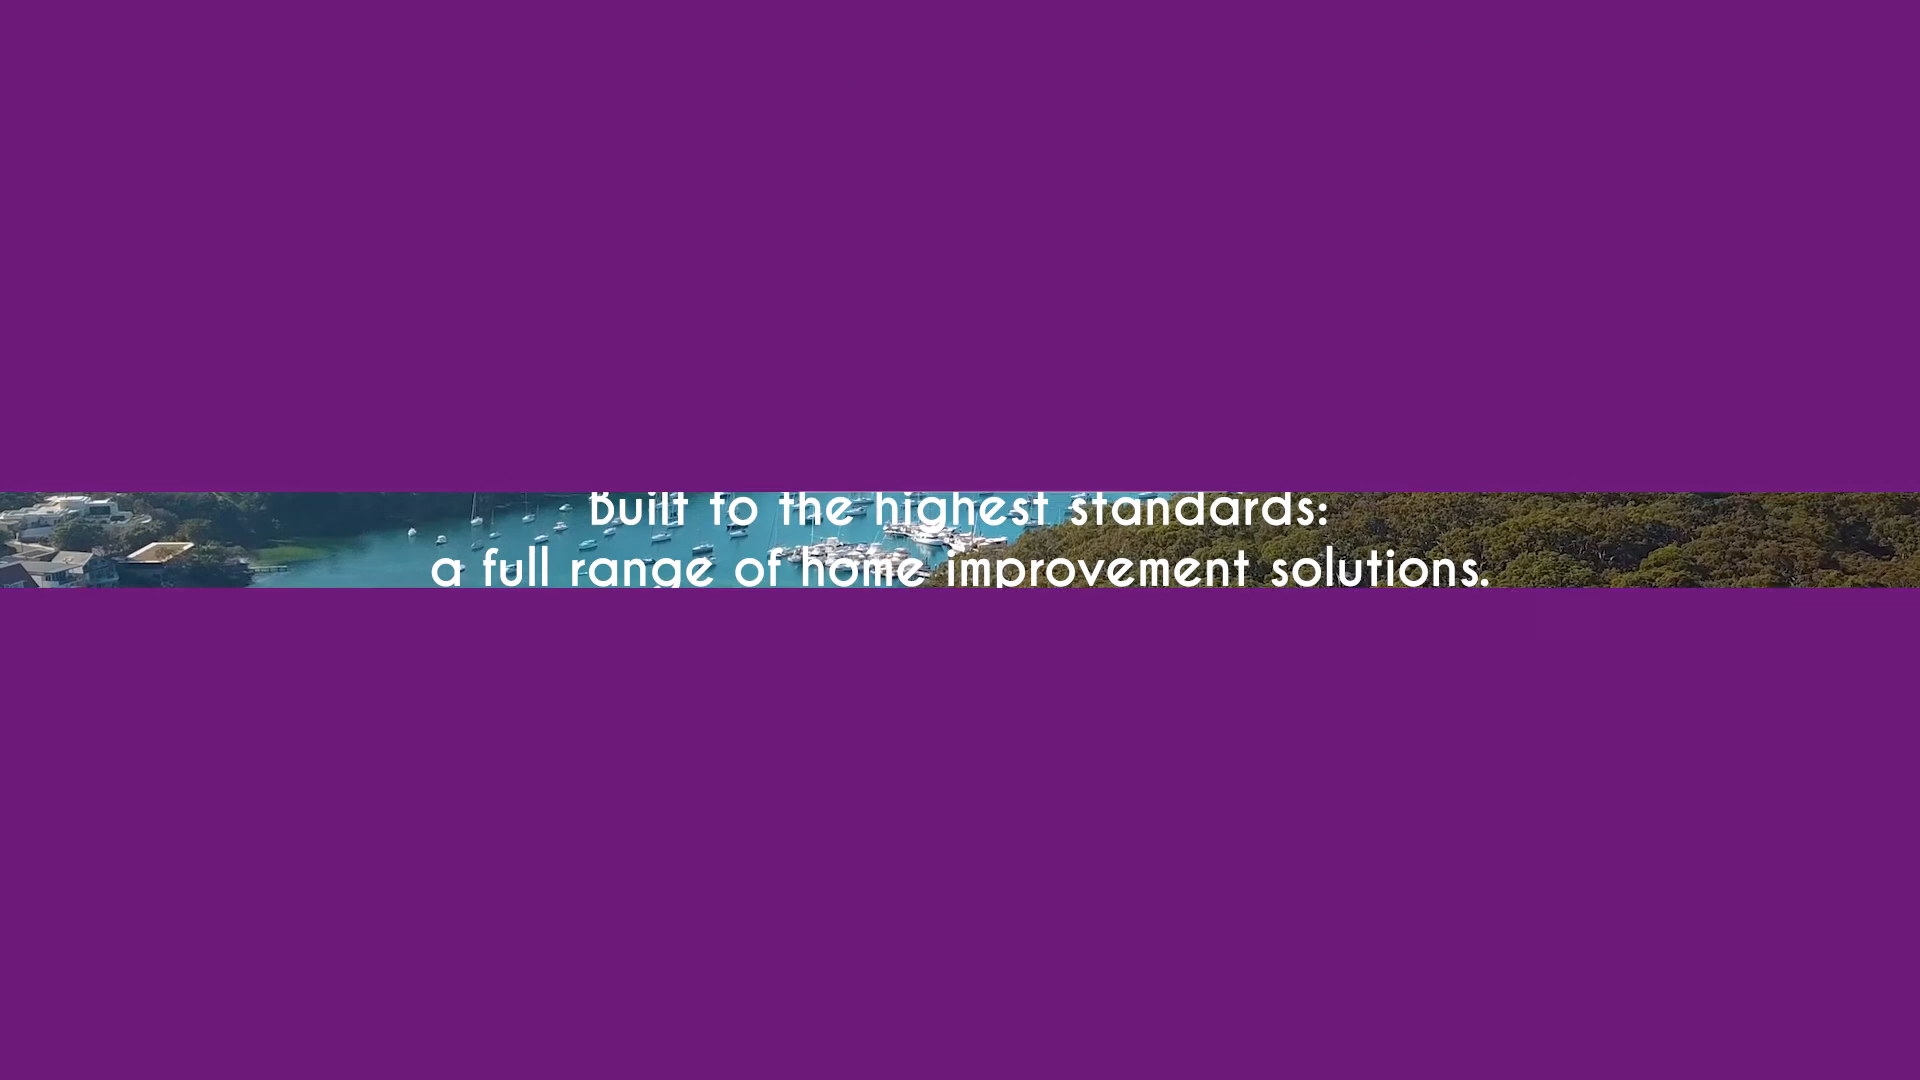 Built to the highest standards:
a full range of home improvement solutions.